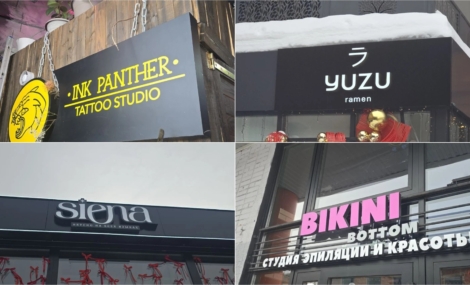 ·INK PANTHER·
TATTOO STUDIO
ラ
yuzu
ramen
siena
BIKINI
BOTTOM
СТУДИЯ ЭПИЛЯЦИИ И КРАСОТЫ